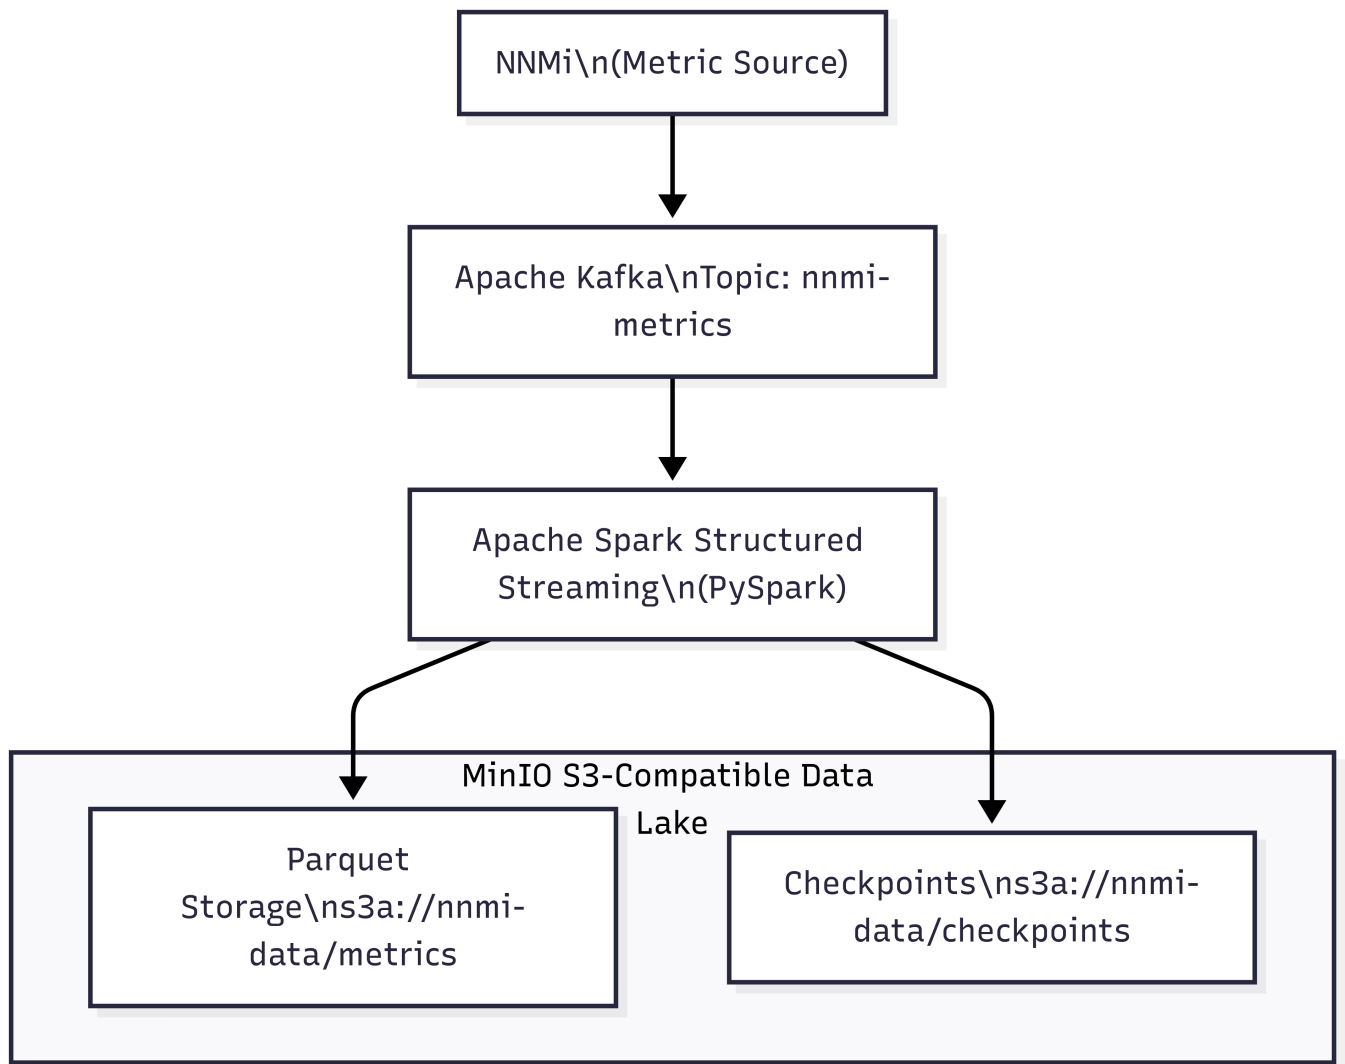 NNMi\n(Metric Source)
Apache Kafka\nTopic: nnmi-
metrics
Apache Spark Structured
Streaming\n(PySpark)
MinIO S3-Compatible Data
Lake
Parquet
Storage\ns3a://nnmi-
data/metrics
Checkpoints\ns3a://nnmi-
data/checkpoints